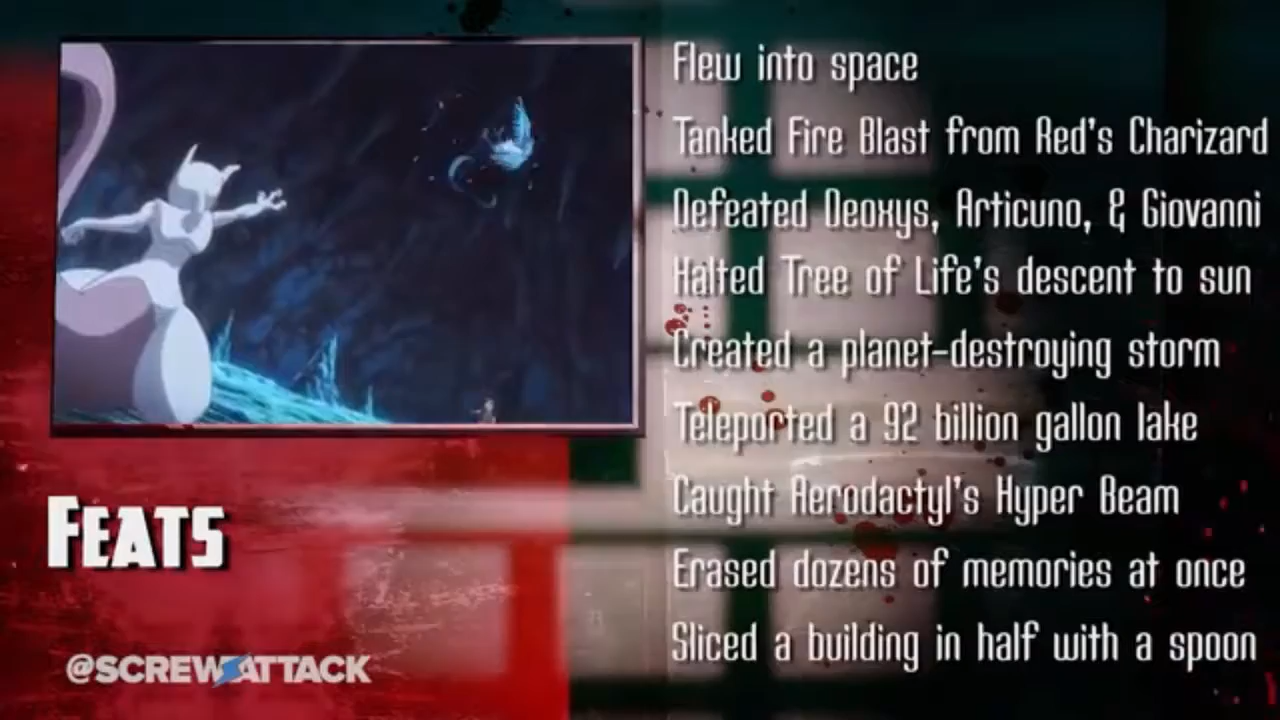 Flew into space
Tanked Fire Blast from Red's Charizard
Defeated Deoxys, Articuno, & Giovanni
Halted Tree of Life's descent to sun
Created a planet-destroying storm
Teleported a 92 billion gallon lake
Caught Aerodactyl's Hyper Beam
Erased dozens of memories at once
Sliced a building in half with a spoon
FEATS
@SCREWATTACK